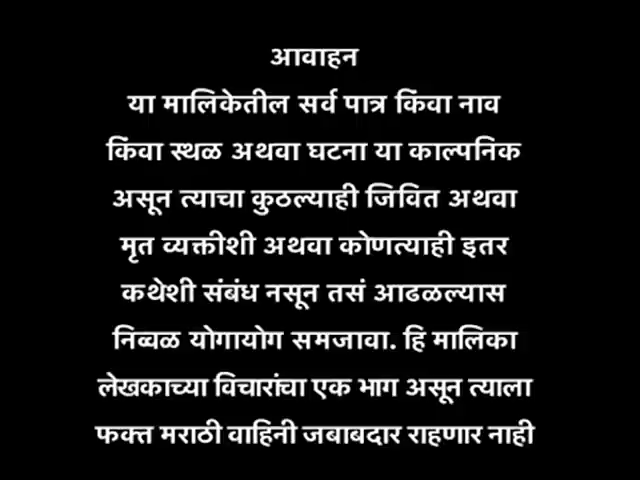 आवाहन
या मालिकेतील सर्व पात्र किंवा नाव
किंवा स्थळ अथवा घटना या काल्पनिक
असून त्याचा कुठल्याही जिवित अथवा
मृत व्यक्तीशी अथवा कोणत्याही इतर
कथेशी संबंध नसून तसं आढळल्यास
निव्वळ योगायोग समजावा. हि मालिका
लेखकाच्या विचारांचा एक भाग असून त्याला
फक्त मराठी वाहिनी जबाबदार राहणार नाही